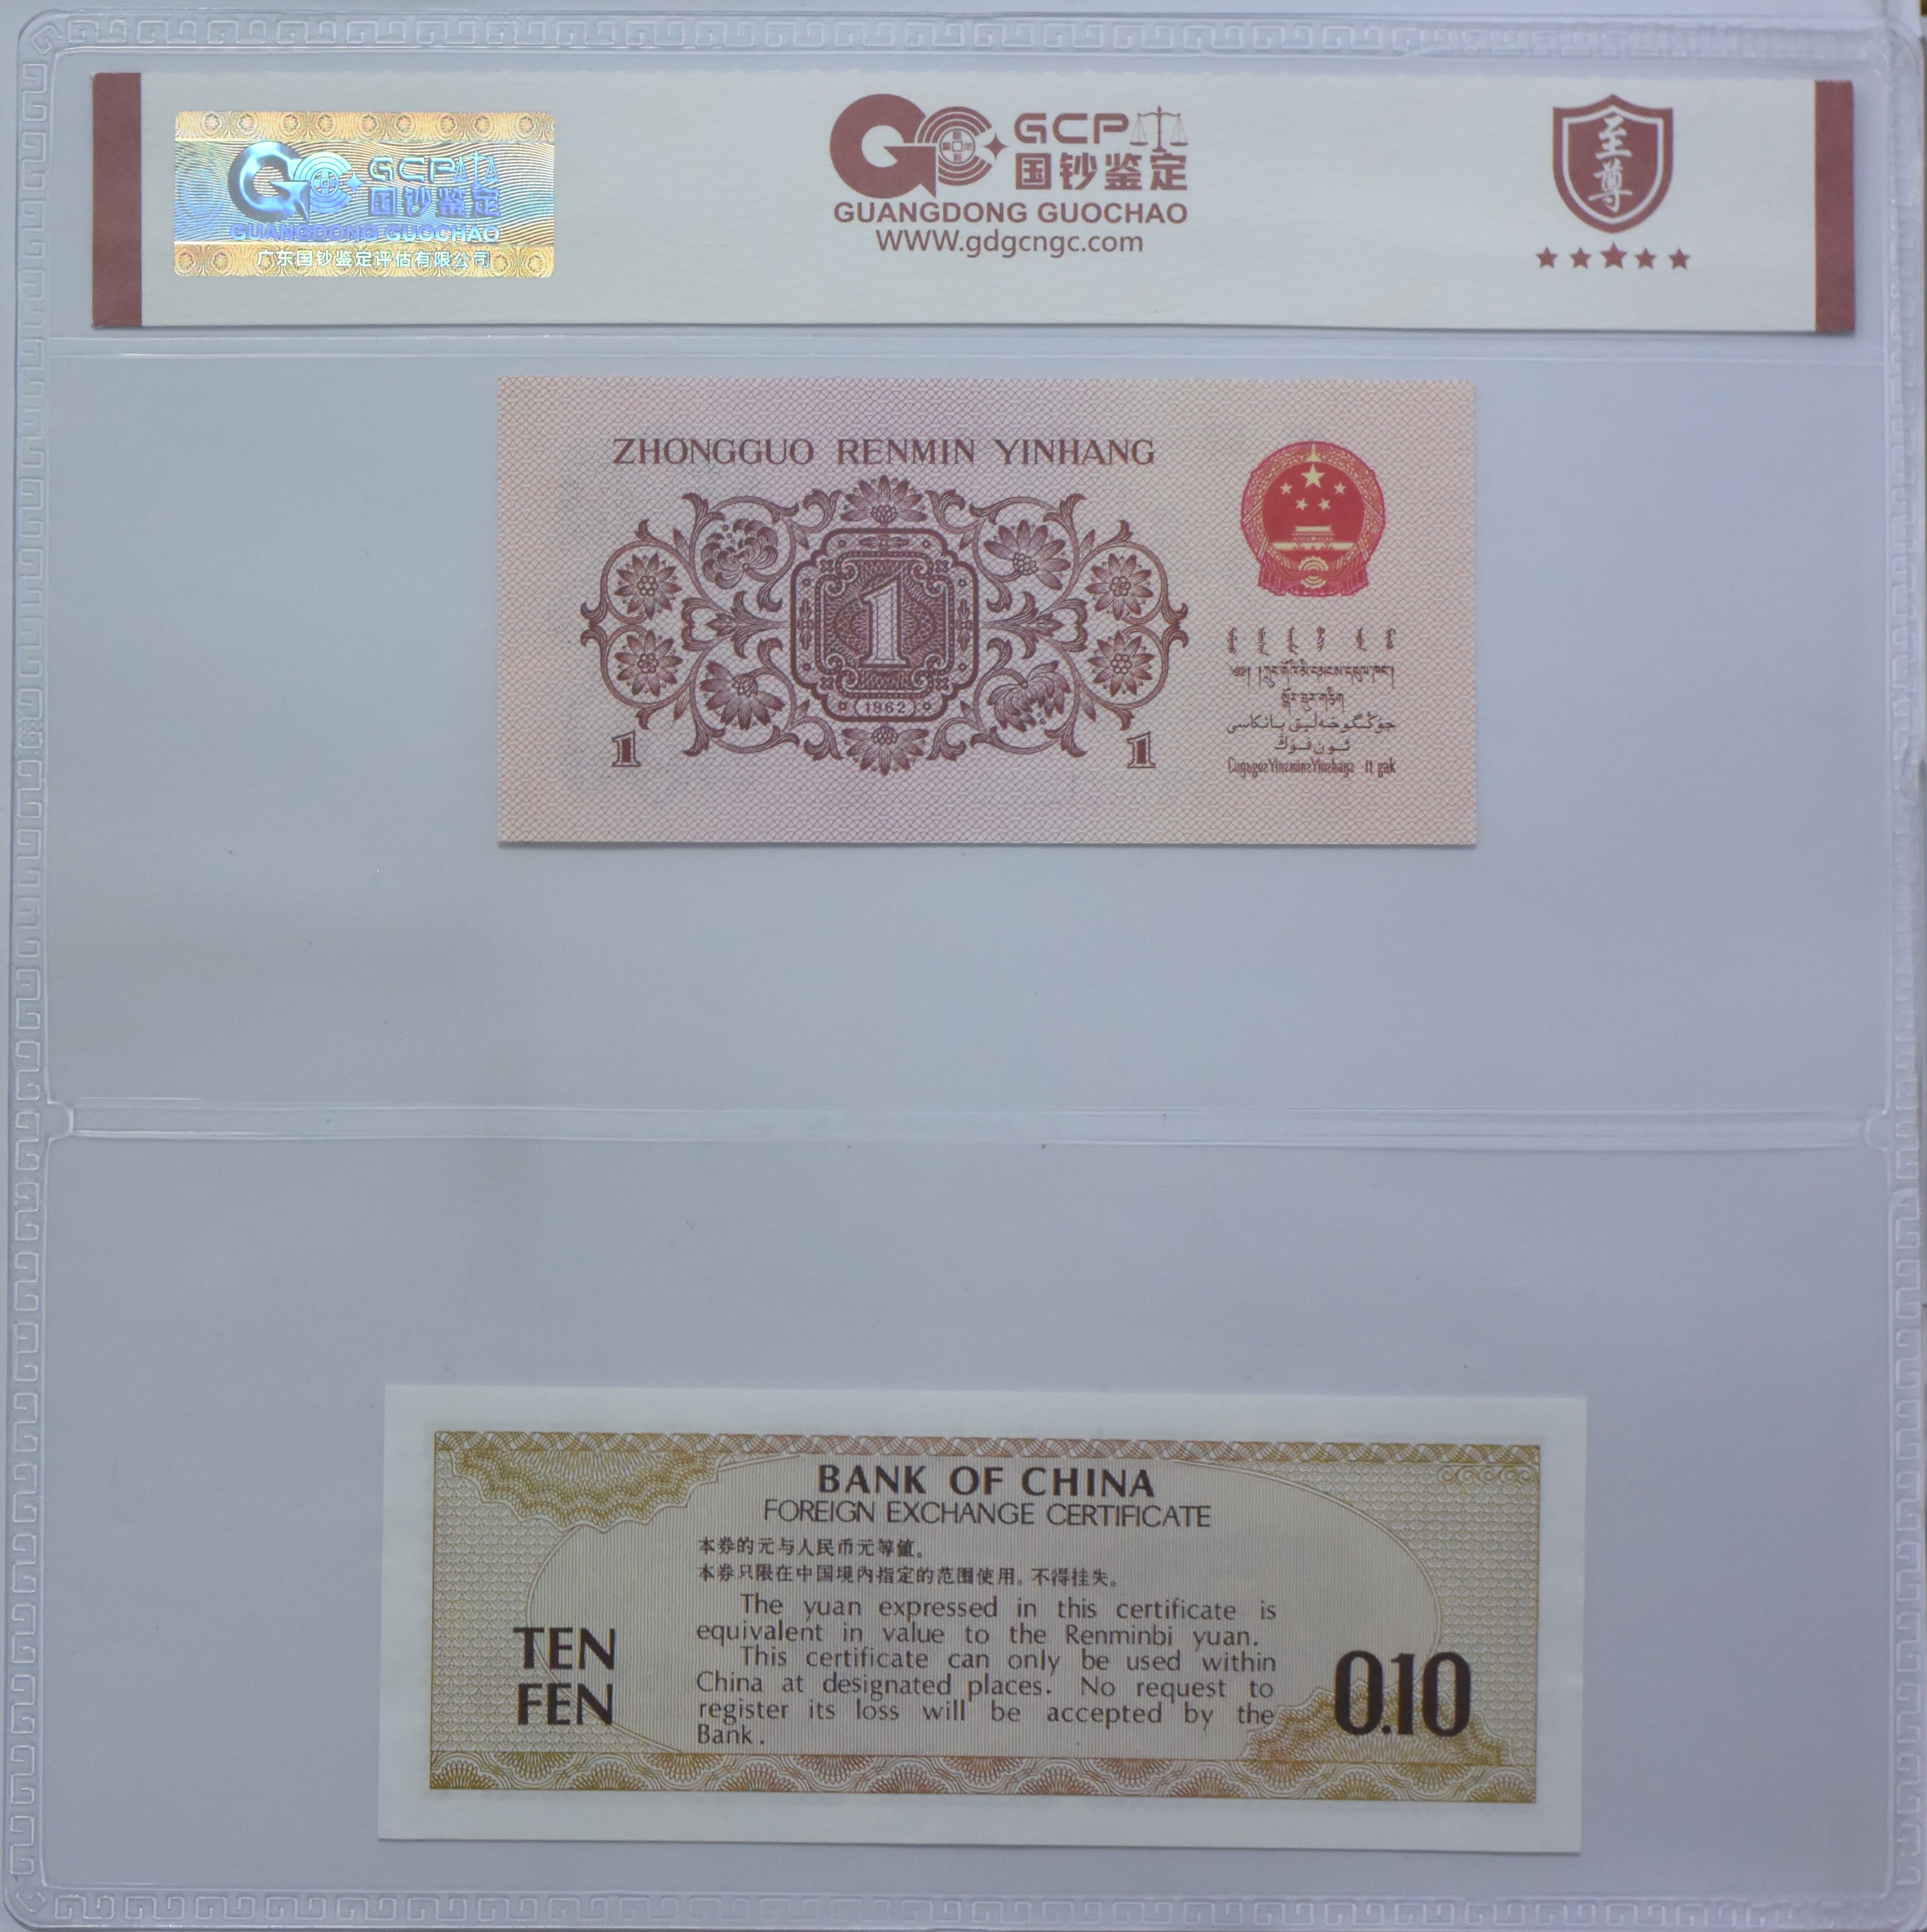 GCP
国钞鉴定
GUANGDONG GUOCHAO
广东国钞鉴定评估有限公司
GCP
国钞鉴定
GUANGDONG GUOCHAO
WWW.gdgcngc.com
至尊
ZHONGGUO RENMIN YINHANG
1
1962
1
1
جۇڭگوخەلىق بانكاسى
ئون فۇڭ
It gak
BANK OF CHINA
FOREIGN EXCHANGE CERTIFICATE
本券的元与人民币元等值。
本券只限在中国境内指定的范围使用。不得挂失。
The yuan expressed in this certificate is
equivalent in value to the Renminbi yuan.
This certificate can only be used within
China at designated places. No request to
register its loss will be accepted by the
Bank.
TEN
FEN
0.10